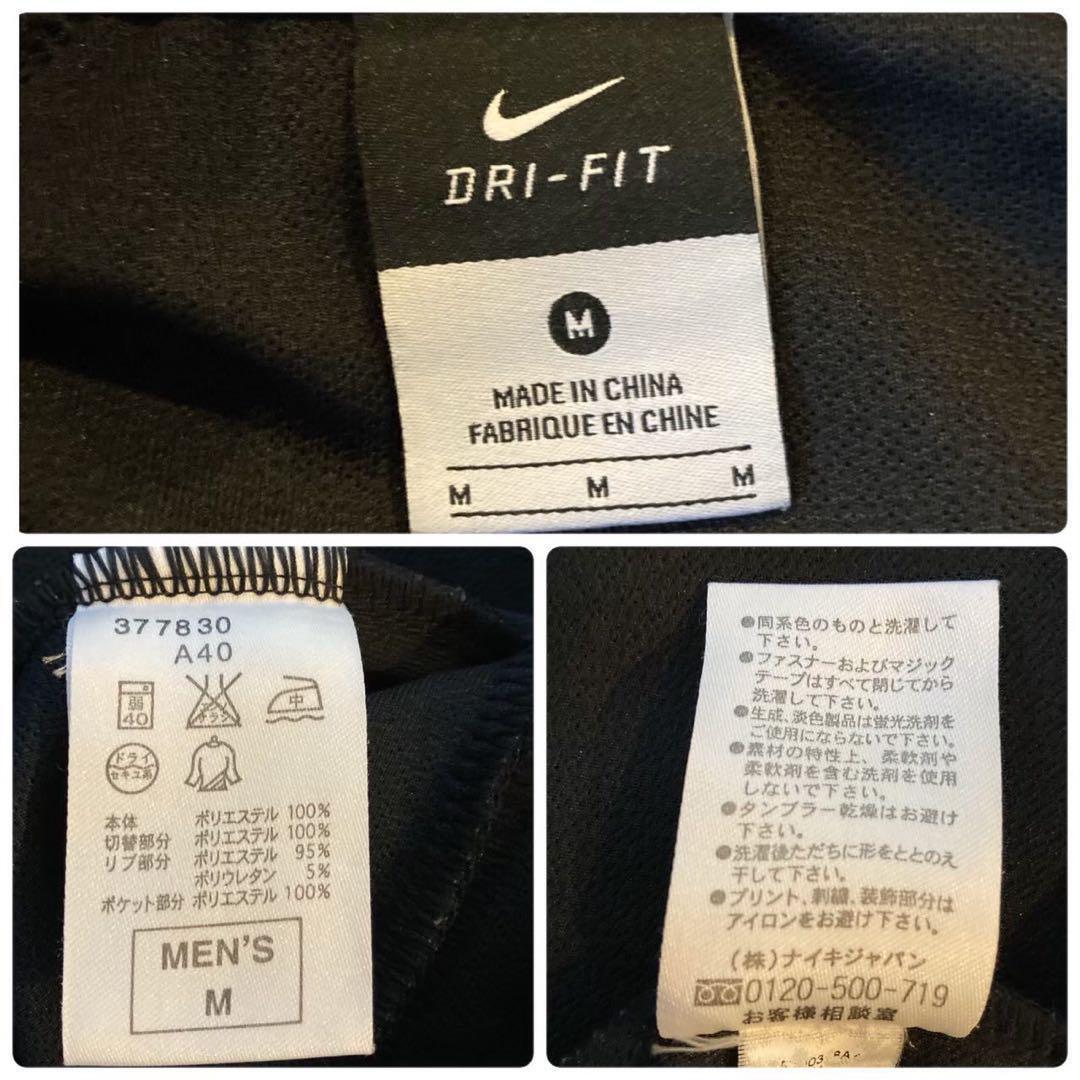 DRI-FIT
M
MADE IN CHINA
FABRIQUE EN CHINE
M M M
377830
A40
弱
40
エンソ
サラシ
中
ドライ
セキユ系
本体 ポリエステル 100%
切替部分 ポリエステル 100%
リブ部分 ポリエステル 95%
ポリウレタン 5%
ポケット部分 ポリエステル 100%
MEN'S
M
●同系色のものと洗濯して
下さい。
●ファスナーおよびマジック
テープはすべて閉じてから
洗濯して下さい。
●生成、淡色製品は蛍光洗剤を
ご使用にならないで下さい。
●素材の特性上、柔軟剤や
柔軟剤を含む洗剤を使用
しないで下さい。
●タンブラー乾燥はお避け
下さい。
●洗濯後ただちに形をととのえ
干して下さい。
●プリント、刺繍、装飾部分は
アイロンをお避け下さい。
(株)ナイキジャパン
0120-500-719
お客様相談室